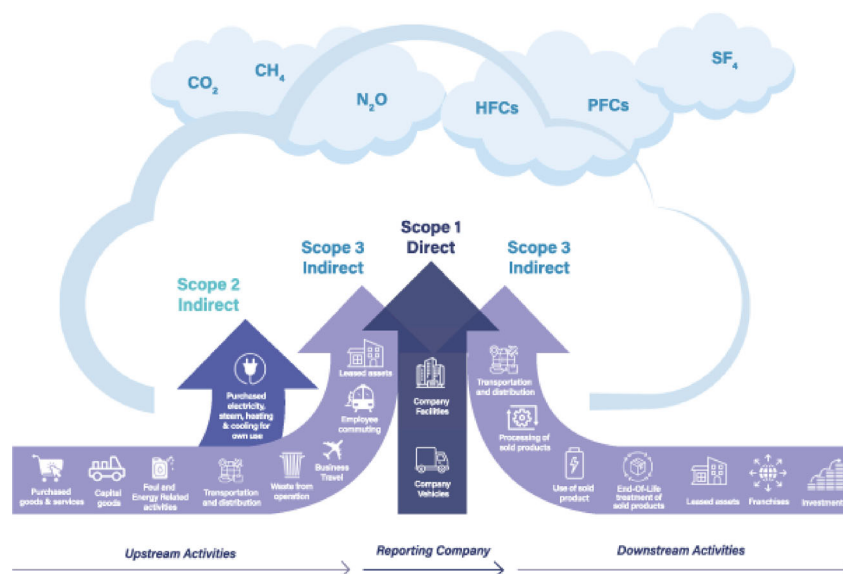 CO₂
CH₄
N₂O
HFCs
PFCs
SF₄
Scope 1
Direct
Scope 3
Indirect
Scope 3
Indirect
Scope 2
Indirect
Purchased
electricity,
steam, heating
& cooling for
own use
Leased assets
Employee
commuting
Business
Travel
Company
Facilities
Company
Vehicles
Transportation
and distribution
Processing of
sold products
Purchased
goods & services
Capital
goods
Feul and
Energy Related
activities
Transportation
and distribution
Waste from
operation
Use of sold
product
End-Of-Life
treatment of
sold products
Leased assets
Franchises
Investment
Upstream Activities
Reporting Company
Downstream Activities